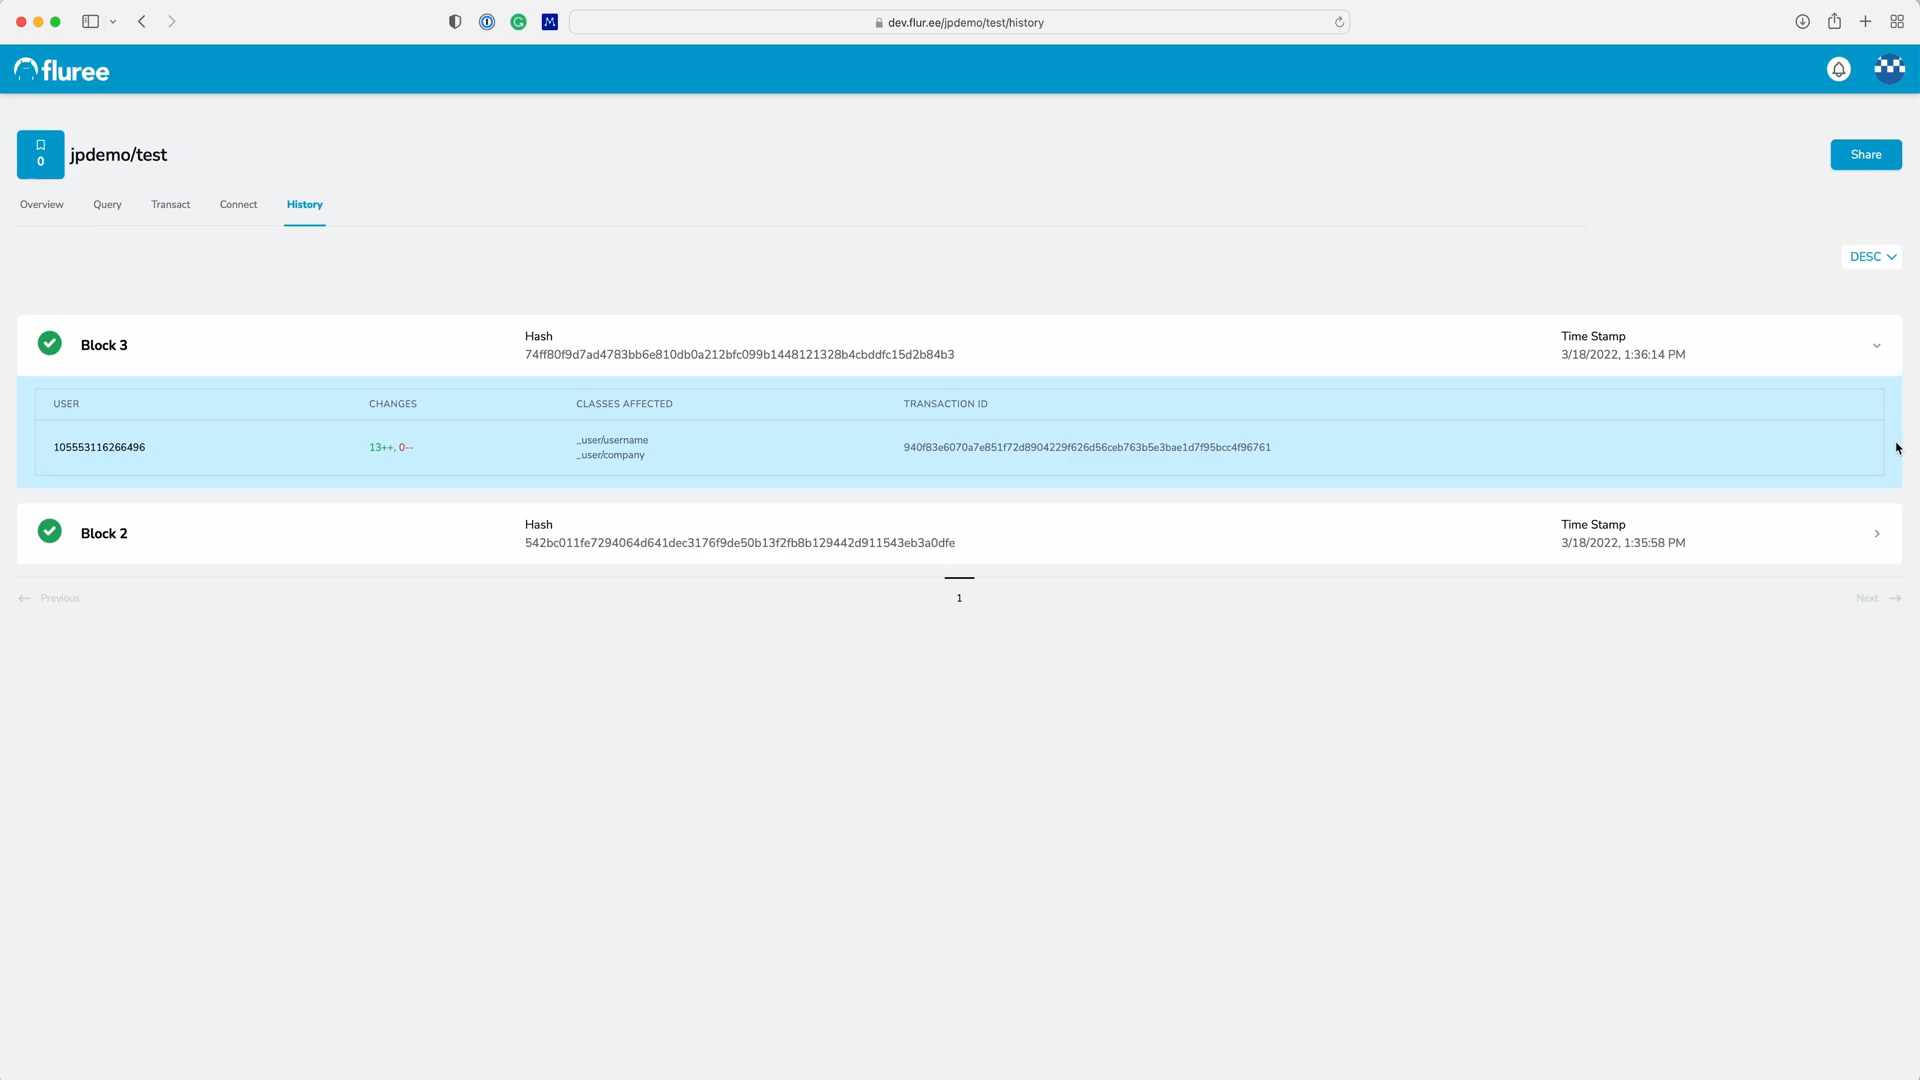 dev.flur.ee/jpdemo/test/history
fluree
0
jpdemo/test
Share
Overview Query Transact Connect History
DESC
Block 3
Hash
74ff80f9d7ad4783bb6e810db0a212bfc099b1448121328b4cbddfc15d2b84b3
Time Stamp
3/18/2022, 1:36:14 PM
USER CHANGES CLASSES AFFECTED TRANSACTION ID
105553116266496 13++, 0-- _user/username
_user/company
940f83e6070a7e851f72d8904229f626d56ceb763b5e3bae1d7f95bcc4f96761
Block 2
Hash
542bc011fe7294064d641dec3176f9de50b13f2fb8b129442d911543eb3a0dfe
Time Stamp
3/18/2022, 1:35:58 PM
Previous 1 Next